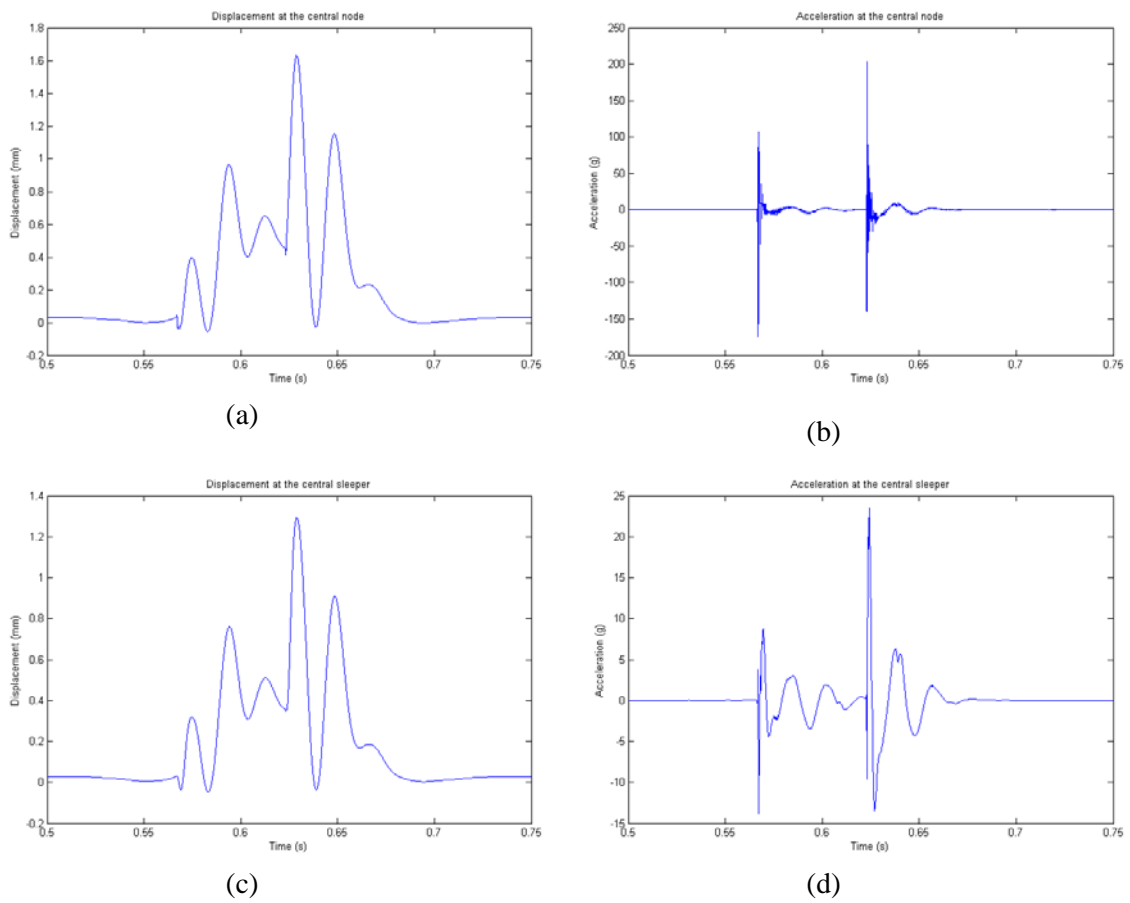 Displacement at the central node
1.8
1.6
1.4
1.2
1
0.8
0.6
0.4
0.2
0
-0.2
Displacement (mm)
0.5 0.55 0.6 0.65 0.7 0.75
Time (s)
(a)
Acceleration at the central node
250
200
150
100
50
0
-50
-100
-150
-200
Acceleration (g)
0.5 0.55 0.6 0.65 0.7 0.75
Time (s)
(b)
Displacement at the central sleeper
1.4
1.2
1
0.8
0.6
0.4
0.2
0
-0.2
Displacement (mm)
0.5 0.55 0.6 0.65 0.7 0.75
Time (s)
(c)
Acceleration at the central sleeper
25
20
15
10
5
0
-5
-10
-15
Acceleration (g)
0.5 0.55 0.6 0.65 0.7 0.75
Time (s)
(d)